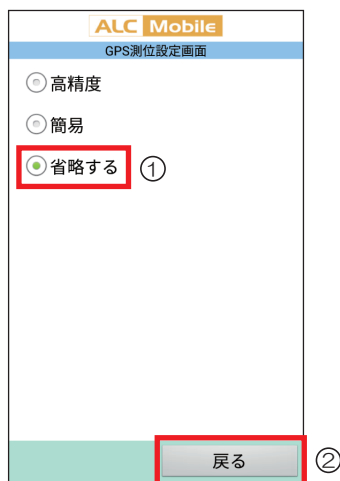 ALC Mobile
GPS測位設定画面
高精度
簡易
省略する ①
戻る ②